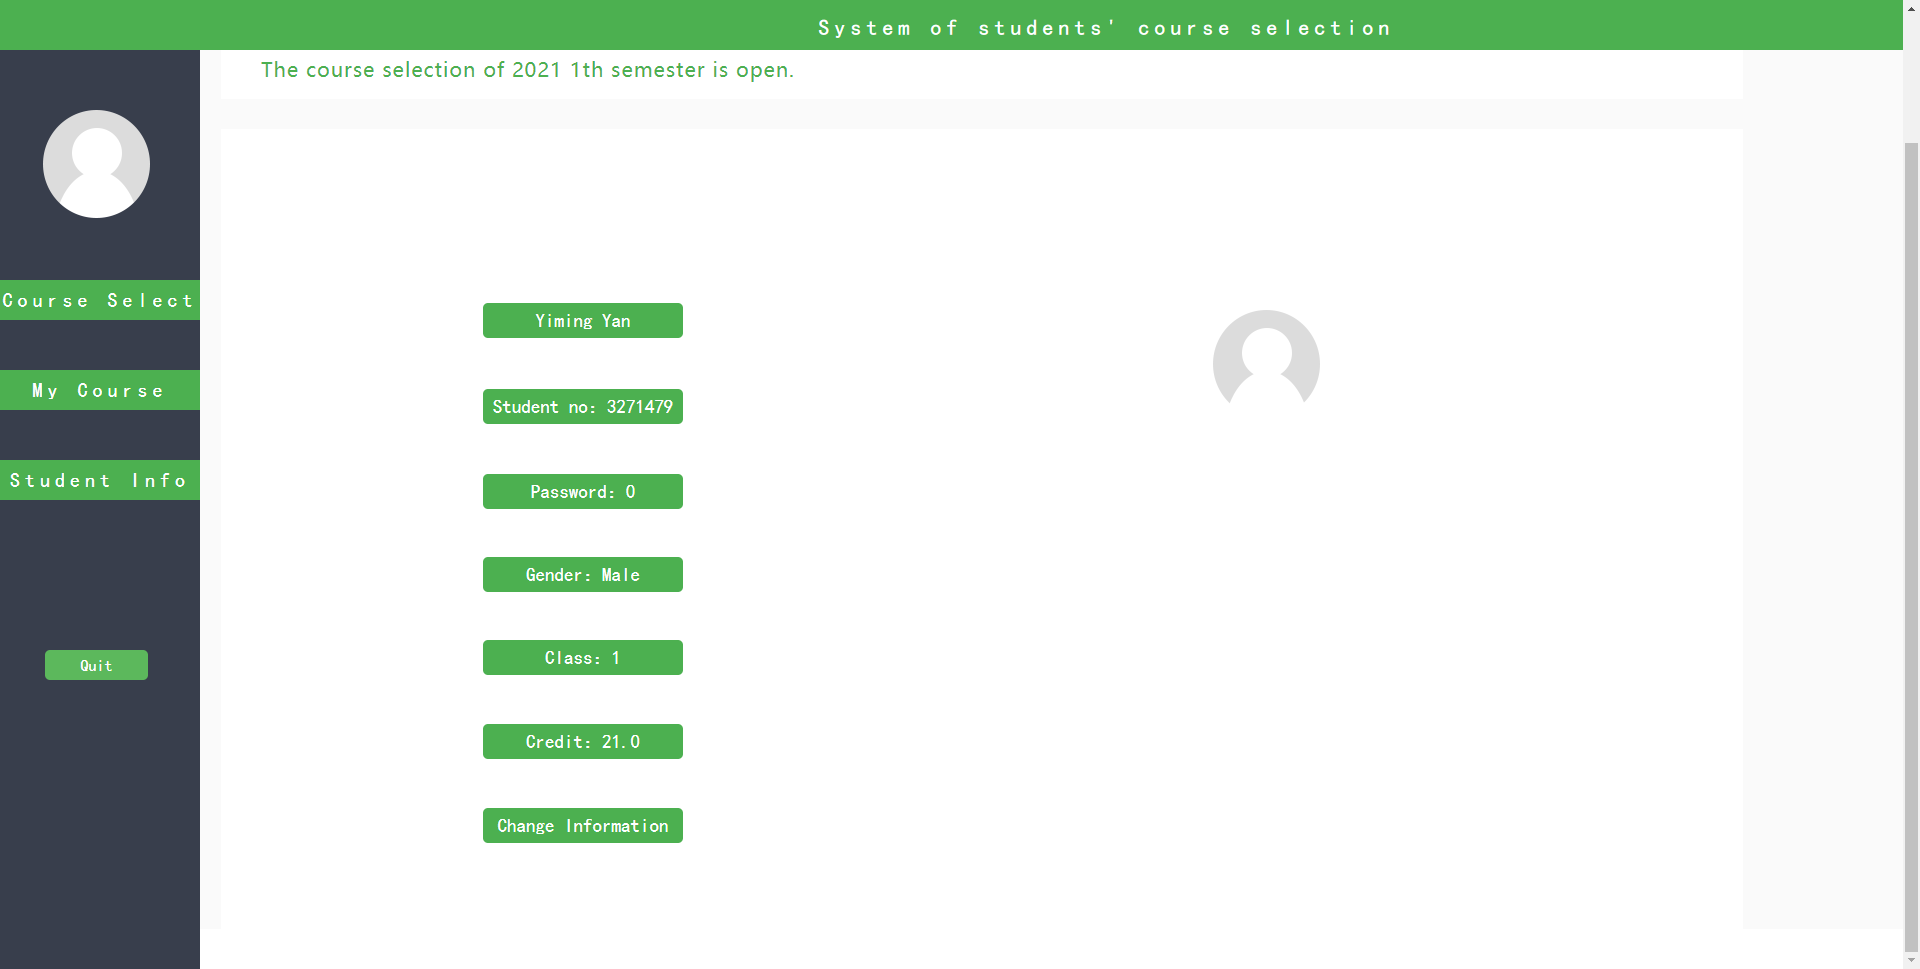 System of students' course selection
The course selection of 2021 1th semester is open.
Course Select
My Course
Student Info
Quit
Yiming Yan
Student no: 3271479
Password: 0
Gender: Male
Class: 1
Credit: 21.0
Change Information